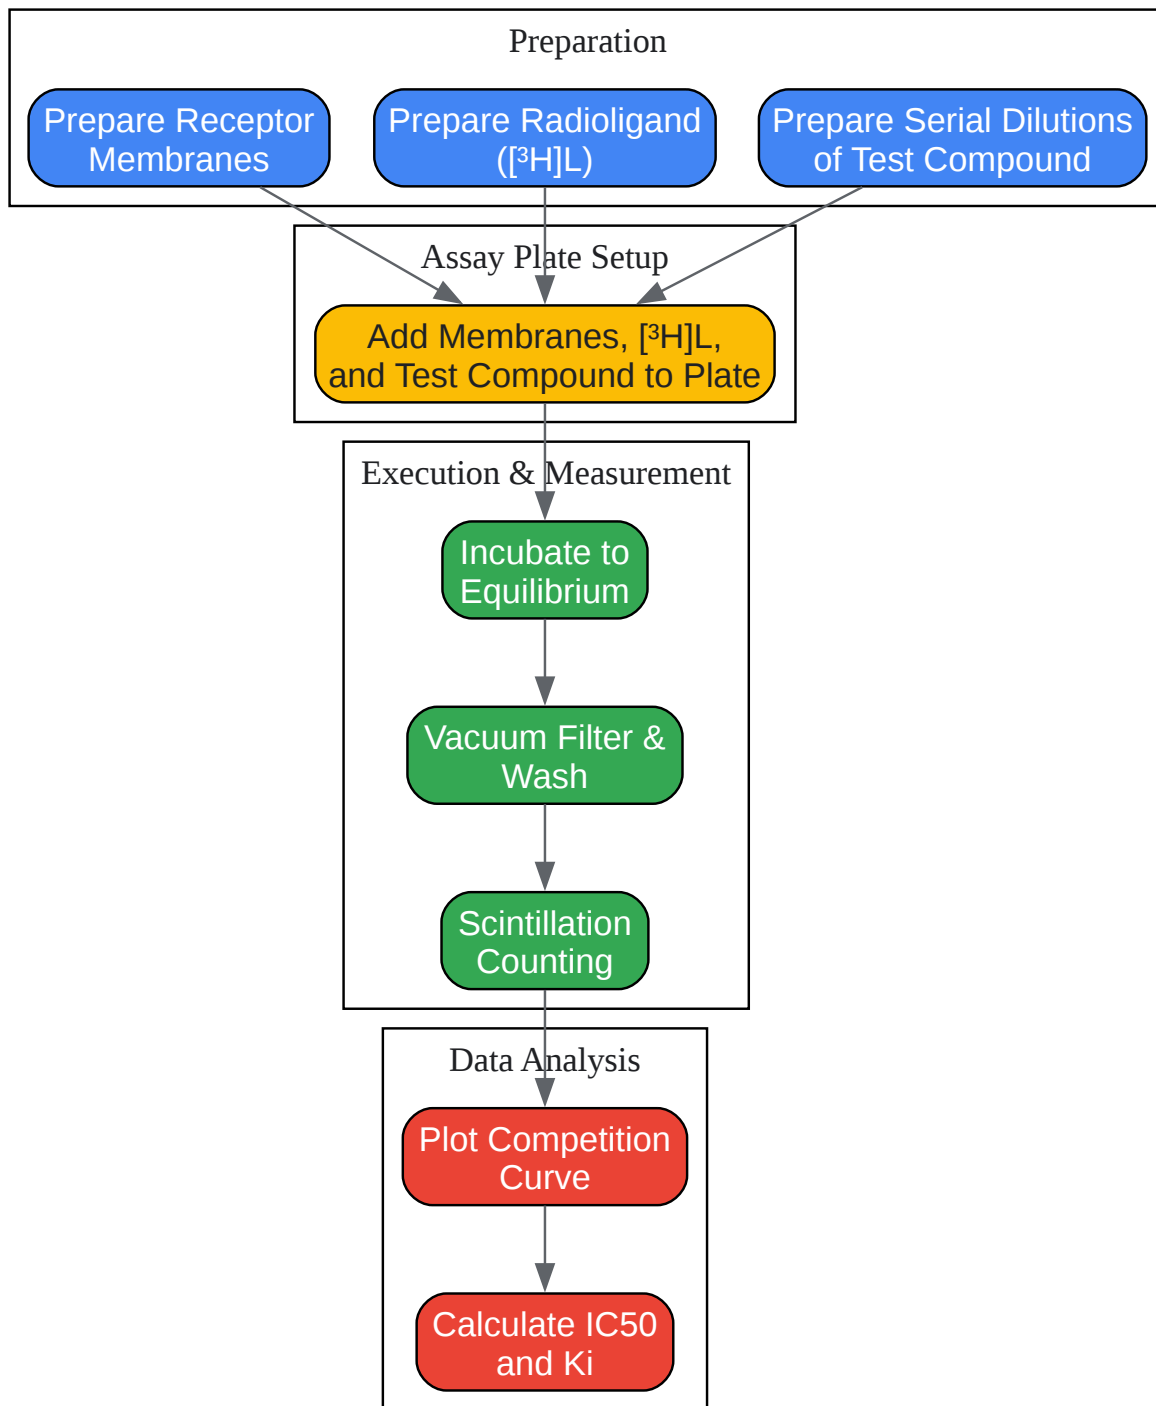 Preparation
Prepare Receptor
Membranes
Prepare Radioligand
([³H]L)
Prepare Serial Dilutions
of Test Compound
Assay Plate Setup
Add Membranes, [³H]L,
and Test Compound to Plate
Execution & Measurement
Incubate to
Equilibrium
Vacuum Filter &
Wash
Scintillation
Counting
Data Analysis
Plot Competition
Curve
Calculate IC50
and Ki